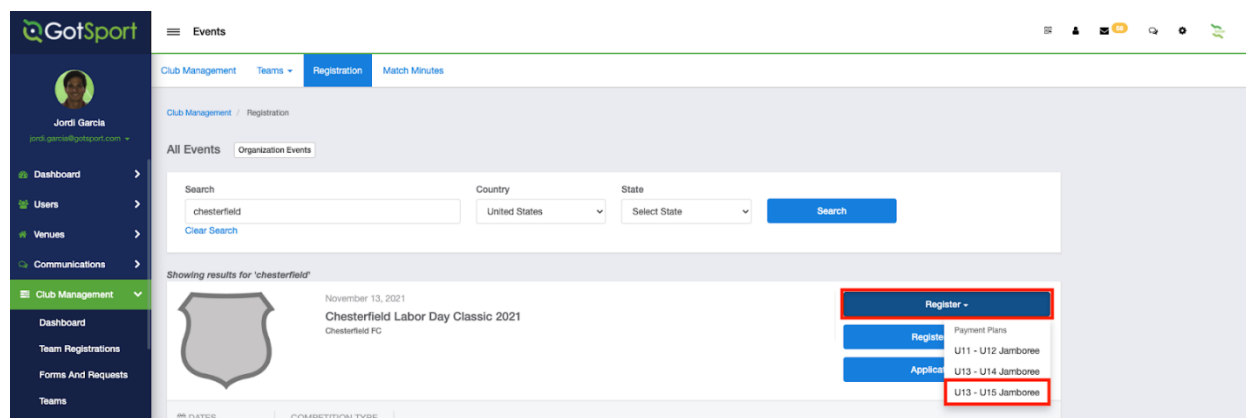 GotSport
Events
Jordi Garcia
jordi.garcia@gotsport.com
Dashboard
Users
Venues
Communications
Club Management
Dashboard
Team Registrations
Forms And Requests
Teams
Club Management Teams Registration Match Minutes
Club Management / Registration
All Events Organization Events
Search Country State
chesterfield United States Select State Search
Clear Search
Showing results for 'chesterfield'
November 13, 2021
Chesterfield Labor Day Classic 2021
Chesterfield FC
Register
Registe
Applicat
Payment Plans
U11 - U12 Jamboree
U13 - U14 Jamboree
U13 - U15 Jamboree
DATES COMPETITION TYPE